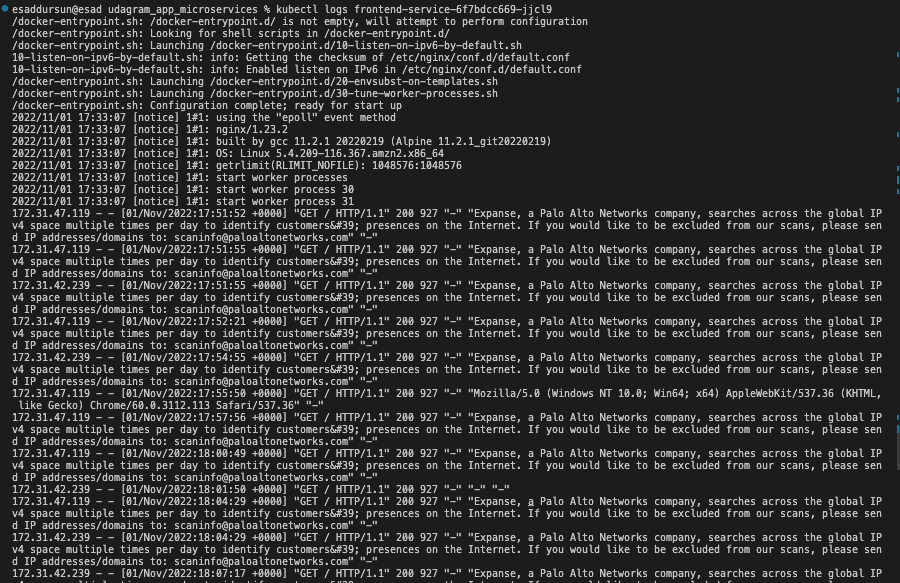 esaddursun@esad udagram_app_microservices % kubectl logs frontend-service-6f7bdcc669-jjcl9
/docker-entrypoint.sh: /docker-entrypoint.d/ is not empty, will attempt to perform configuration
/docker-entrypoint.sh: Looking for shell scripts in /docker-entrypoint.d/
/docker-entrypoint.sh: Launching /docker-entrypoint.d/10-listen-on-ipv6-by-default.sh
10-listen-on-ipv6-by-default.sh: info: Getting the checksum of /etc/nginx/conf.d/default.conf
10-listen-on-ipv6-by-default.sh: info: Enabled listen on IPv6 in /etc/nginx/conf.d/default.conf
/docker-entrypoint.sh: Launching /docker-entrypoint.d/20-envsubst-on-templates.sh
/docker-entrypoint.sh: Launching /docker-entrypoint.d/30-tune-worker-processes.sh
/docker-entrypoint.sh: Configuration complete; ready for start up
2022/11/01 17:33:07 [notice] 1#1: using the "epoll" event method
2022/11/01 17:33:07 [notice] 1#1: nginx/1.23.2
2022/11/01 17:33:07 [notice] 1#1: built by gcc 11.2.1 20220219 (Alpine 11.2.1_git20220219)
2022/11/01 17:33:07 [notice] 1#1: OS: Linux 5.4.209-116.367.amzn2.x86_64
2022/11/01 17:33:07 [notice] 1#1: getrlimit(RLIMIT_NOFILE): 1048576:1048576
2022/11/01 17:33:07 [notice] 1#1: start worker processes
2022/11/01 17:33:07 [notice] 1#1: start worker process 30
2022/11/01 17:33:07 [notice] 1#1: start worker process 31
172.31.47.119 - - [01/Nov/2022:17:51:52 +0000] "GET / HTTP/1.1" 200 927 "-" "Expanse, a Palo Alto Networks company, searches across the global IP
v4 space multiple times per day to identify customers&#39; presences on the Internet. If you would like to be excluded from our scans, please sen
d IP addresses/domains to: scaninfo@paloaltonetworks.com" "-"
172.31.47.119 - - [01/Nov/2022:17:51:55 +0000] "GET / HTTP/1.1" 200 927 "-" "Expanse, a Palo Alto Networks company, searches across the global IP
v4 space multiple times per day to identify customers&#39; presences on the Internet. If you would like to be excluded from our scans, please sen
d IP addresses/domains to: scaninfo@paloaltonetworks.com" "-"
172.31.42.239 - - [01/Nov/2022:17:51:55 +0000] "GET / HTTP/1.1" 200 927 "-" "Expanse, a Palo Alto Networks company, searches across the global IP
v4 space multiple times per day to identify customers&#39; presences on the Internet. If you would like to be excluded from our scans, please sen
d IP addresses/domains to: scaninfo@paloaltonetworks.com" "-"
172.31.47.119 - - [01/Nov/2022:17:52:21 +0000] "GET / HTTP/1.1" 200 927 "-" "Expanse, a Palo Alto Networks company, searches across the global IP
v4 space multiple times per day to identify customers&#39; presences on the Internet. If you would like to be excluded from our scans, please sen
d IP addresses/domains to: scaninfo@paloaltonetworks.com" "-"
172.31.42.239 - - [01/Nov/2022:17:54:55 +0000] "GET / HTTP/1.1" 200 927 "-" "Expanse, a Palo Alto Networks company, searches across the global IP
v4 space multiple times per day to identify customers&#39; presences on the Internet. If you would like to be excluded from our scans, please sen
d IP addresses/domains to: scaninfo@paloaltonetworks.com" "-"
172.31.47.119 - - [01/Nov/2022:17:55:50 +0000] "GET / HTTP/1.1" 200 927 "-" "Mozilla/5.0 (Windows NT 10.0; Win64; x64) AppleWebKit/537.36 (KHTML,
like Gecko) Chrome/60.0.3112.113 Safari/537.36" "-"
172.31.47.119 - - [01/Nov/2022:17:57:56 +0000] "GET / HTTP/1.1" 200 927 "-" "Expanse, a Palo Alto Networks company, searches across the global IP
v4 space multiple times per day to identify customers&#39; presences on the Internet. If you would like to be excluded from our scans, please sen
d IP addresses/domains to: scaninfo@paloaltonetworks.com" "-"
172.31.47.119 - - [01/Nov/2022:18:00:49 +0000] "GET / HTTP/1.1" 200 927 "-" "Expanse, a Palo Alto Networks company, searches across the global IP
v4 space multiple times per day to identify customers&#39; presences on the Internet. If you would like to be excluded from our scans, please sen
d IP addresses/domains to: scaninfo@paloaltonetworks.com" "-"
172.31.42.239 - - [01/Nov/2022:18:01:50 +0000] "GET / HTTP/1.1" 200 927 "-" "-" "-"
172.31.47.119 - - [01/Nov/2022:18:04:29 +0000] "GET / HTTP/1.1" 200 927 "-" "Expanse, a Palo Alto Networks company, searches across the global IP
v4 space multiple times per day to identify customers&#39; presences on the Internet. If you would like to be excluded from our scans, please sen
d IP addresses/domains to: scaninfo@paloaltonetworks.com" "-"
172.31.42.239 - - [01/Nov/2022:18:04:29 +0000] "GET / HTTP/1.1" 200 927 "-" "Expanse, a Palo Alto Networks company, searches across the global IP
v4 space multiple times per day to identify customers&#39; presences on the Internet. If you would like to be excluded from our scans, please sen
d IP addresses/domains to: scaninfo@paloaltonetworks.com" "-"
172.31.42.239 - - [01/Nov/2022:18:07:17 +0000] "GET / HTTP/1.1" 200 927 "-" "Expanse, a Palo Alto Networks company, searches across the global IP